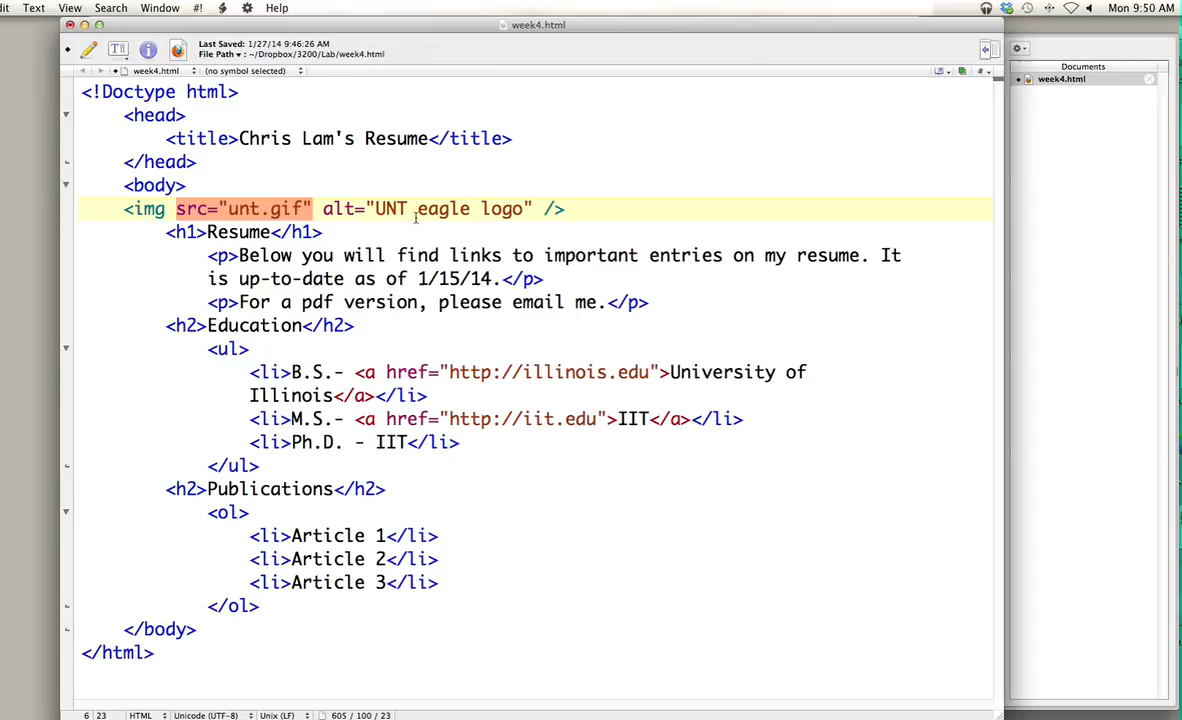 Text View Search Window #! Help Mon 9:50 AM
week4.html
Last Saved: 1/27/14 9:46:26 AM
File Path ▾ : ~/Dropbox/3200/Lab/week4.html
week4.html (no symbol selected)
Documents
week4.html
<!Doctype html>
<head>
<title>Chris Lam's Resume</title>
</head>
<body>
<img src="unt.gif" alt="UNT eagle logo" />
<h1>Resume</h1>
<p>Below you will find links to important entries on my resume. It
is up-to-date as of 1/15/14.</p>
<p>For a pdf version, please email me.</p>
<h2>Education</h2>
<ul>
<li>B.S.- <a href="http://illinois.edu">University of
Illinois</a></li>
<li>M.S.- <a href="http://iit.edu">IIT</a></li>
<li>Ph.D. - IIT</li>
</ul>
<h2>Publications</h2>
<ol>
<li>Article 1</li>
<li>Article 2</li>
<li>Article 3</li>
</ol>
</body>
</html>
6 23 HTML Unicode (UTF-8) Unix (LF) 605 / 100 / 23